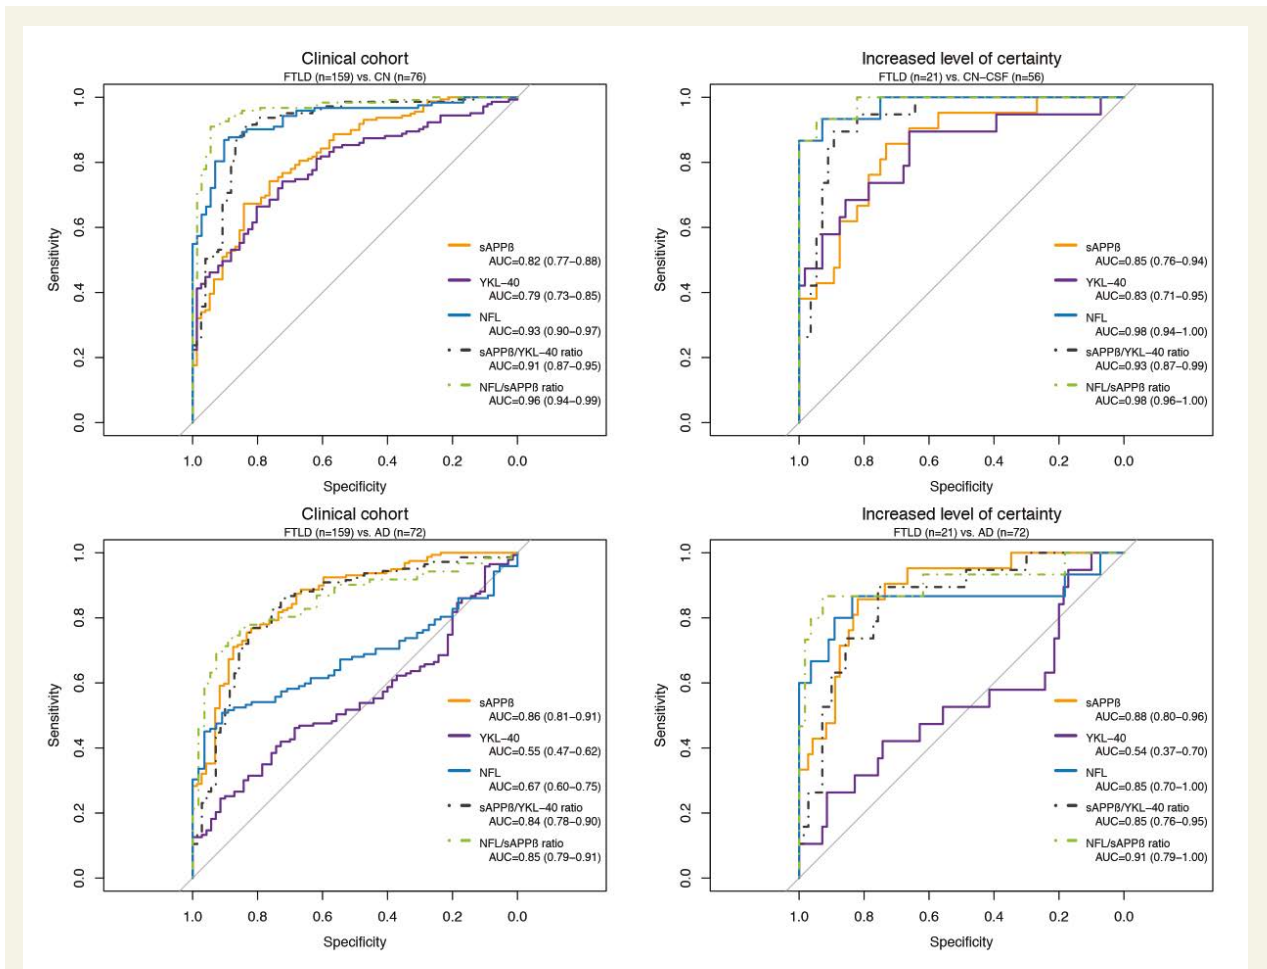 Clinical cohort
FTLD (n=159) vs. CN (n=76)
Sensitivity
1.0
0.8
0.6
0.4
0.2
0.0
sAPPß
AUC=0.82 (0.77–0.88)
YKL–40
AUC=0.79 (0.73–0.85)
NFL
AUC=0.93 (0.90–0.97)
sAPPß/YKL–40 ratio
AUC=0.91 (0.87–0.95)
NFL/sAPPß ratio
AUC=0.96 (0.94–0.99)
1.0 0.8 0.6 0.4 0.2 0.0
Specificity
Increased level of certainty
FTLD (n=21) vs. CN–CSF (n=56)
Sensitivity
1.0
0.8
0.6
0.4
0.2
0.0
sAPPß
AUC=0.85 (0.76–0.94)
YKL–40
AUC=0.83 (0.71–0.95)
NFL
AUC=0.98 (0.94–1.00)
sAPPß/YKL–40 ratio
AUC=0.93 (0.87–0.99)
NFL/sAPPß ratio
AUC=0.98 (0.96–1.00)
1.0 0.8 0.6 0.4 0.2 0.0
Specificity
Clinical cohort
FTLD (n=159) vs. AD (n=72)
Sensitivity
1.0
0.8
0.6
0.4
0.2
0.0
sAPPß
AUC=0.86 (0.81–0.91)
YKL–40
AUC=0.55 (0.47–0.62)
NFL
AUC=0.67 (0.60–0.75)
sAPPß/YKL–40 ratio
AUC=0.84 (0.78–0.90)
NFL/sAPPß ratio
AUC=0.85 (0.79–0.91)
1.0 0.8 0.6 0.4 0.2 0.0
Specificity
Increased level of certainty
FTLD (n=21) vs. AD (n=72)
Sensitivity
1.0
0.8
0.6
0.4
0.2
0.0
sAPPß
AUC=0.88 (0.80–0.96)
YKL–40
AUC=0.54 (0.37–0.70)
NFL
AUC=0.85 (0.70–1.00)
sAPPß/YKL–40 ratio
AUC=0.85 (0.76–0.95)
NFL/sAPPß ratio
AUC=0.91 (0.79–1.00)
1.0 0.8 0.6 0.4 0.2 0.0
Specificity